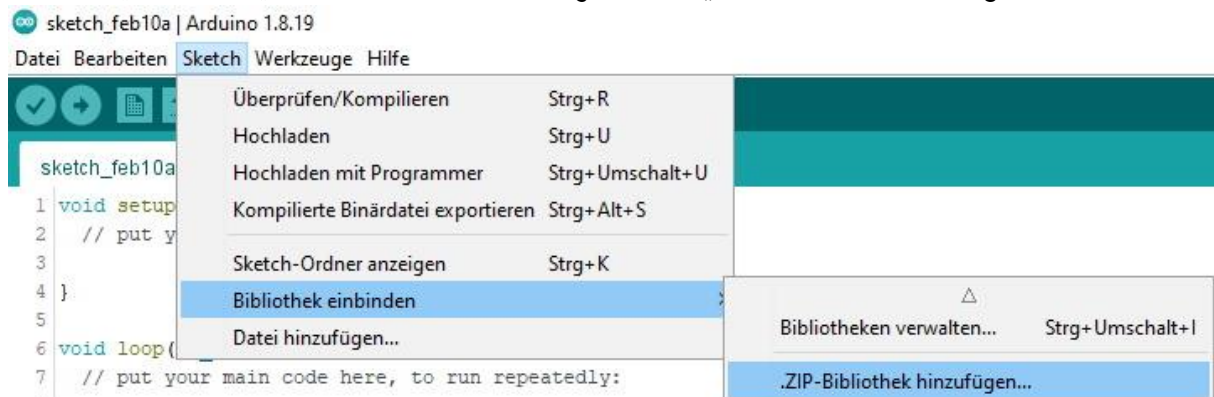 sketch_feb10a | Arduino 1.8.19
Datei Bearbeiten Sketch Werkzeuge Hilfe
Überprüfen/Kompilieren Strg+R
Hochladen Strg+U
sketch_feb10a
Hochladen mit Programmer Strg+Umschalt+U
1 void setup
Kompilierte Binärdatei exportieren Strg+Alt+S
2 // put y
3
Sketch-Ordner anzeigen Strg+K
4 }
Bibliothek einbinden
5
Bibliotheken verwalten... Strg+Umschalt+I
Datei hinzufügen...
6 void loop(
7 // put your main code here, to run repeatedly:
.ZIP-Bibliothek hinzufügen...